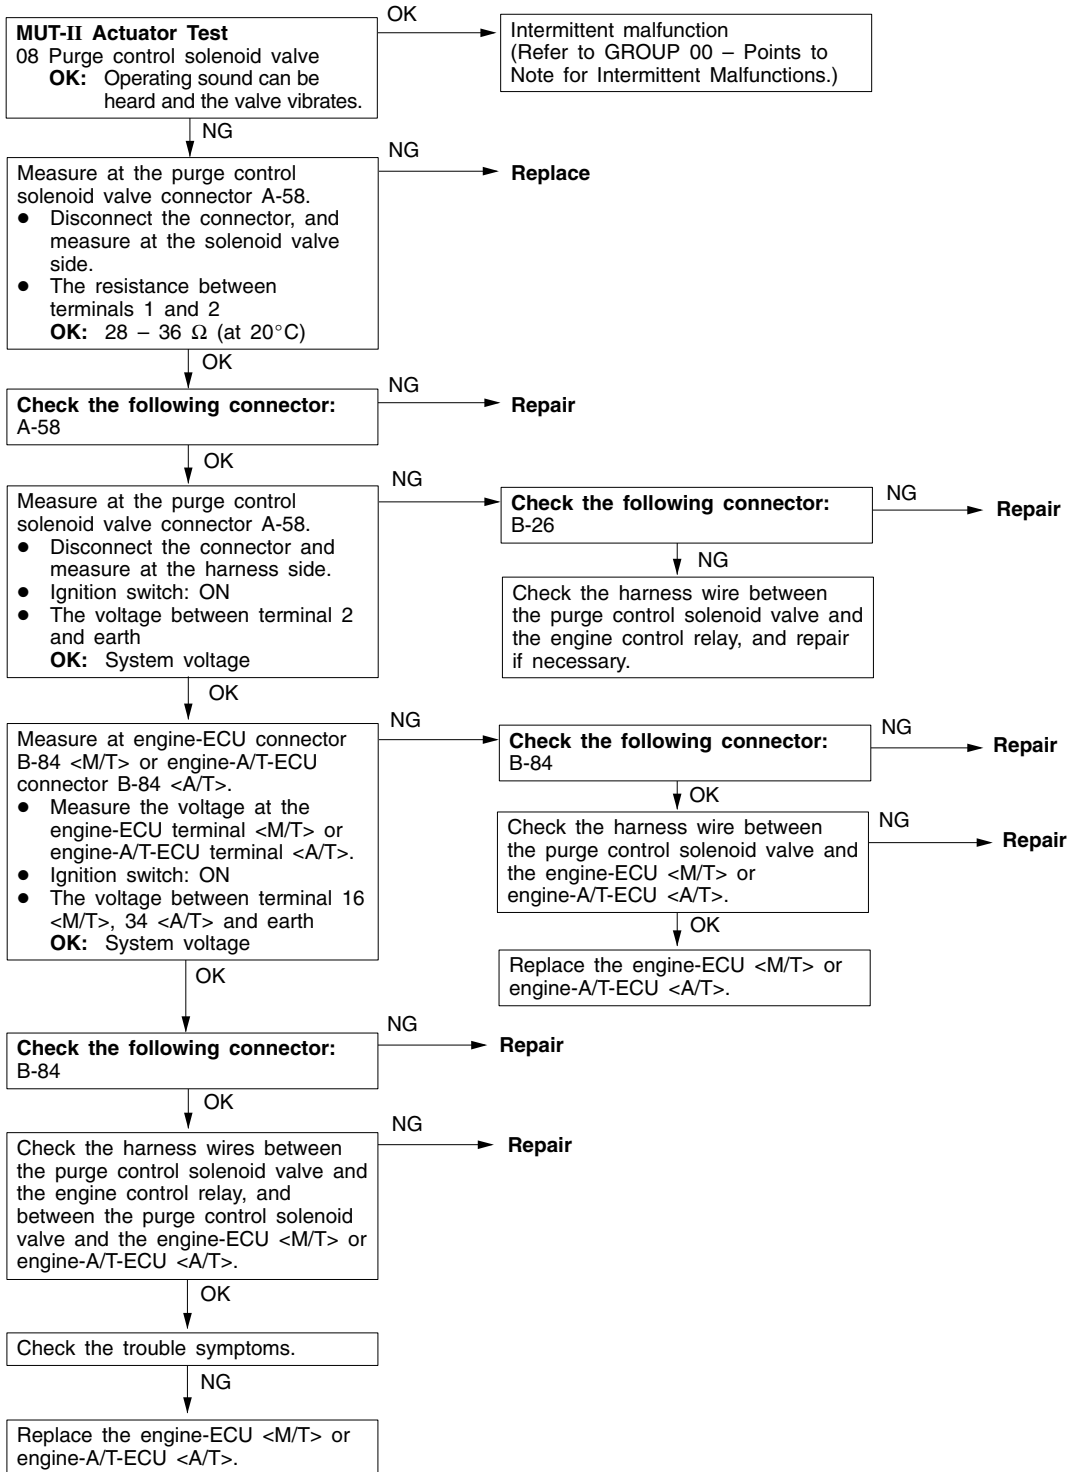 MUT-II Actuator Test
08 Purge control solenoid valve
OK: Operating sound can be
heard and the valve vibrates.
OK
Intermittent malfunction
(Refer to GROUP 00 – Points to
Note for Intermittent Malfunctions.)
NG
Measure at the purge control
solenoid valve connector A-58.
● Disconnect the connector, and
measure at the solenoid valve
side.
● The resistance between
terminals 1 and 2
OK: 28 – 36 Ω (at 20°C)
NG
Replace
OK
Check the following connector:
A-58
NG
Repair
OK
Measure at the purge control
solenoid valve connector A-58.
● Disconnect the connector and
measure at the harness side.
● Ignition switch: ON
● The voltage between terminal 2
and earth
OK: System voltage
NG
Check the following connector:
B-26
NG
Repair
NG
Check the harness wire between
the purge control solenoid valve and
the engine control relay, and repair
if necessary.
OK
Measure at engine-ECU connector
B-84 <M/T> or engine-A/T-ECU
connector B-84 <A/T>.
● Measure the voltage at the
engine-ECU terminal <M/T> or
engine-A/T-ECU terminal <A/T>.
● Ignition switch: ON
● The voltage between terminal 16
<M/T>, 34 <A/T> and earth
OK: System voltage
NG
Check the following connector:
B-84
NG
Repair
OK
Check the harness wire between
the purge control solenoid valve and
the engine-ECU <M/T> or
engine-A/T-ECU <A/T>.
NG
Repair
OK
Replace the engine-ECU <M/T> or
engine-A/T-ECU <A/T>.
OK
Check the following connector:
B-84
NG
Repair
OK
Check the harness wires between
the purge control solenoid valve and
the engine control relay, and
between the purge control solenoid
valve and the engine-ECU <M/T> or
engine-A/T-ECU <A/T>.
NG
Repair
OK
Check the trouble symptoms.
NG
Replace the engine-ECU <M/T> or
engine-A/T-ECU <A/T>.